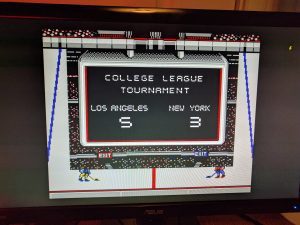 COLLEGE LEAGUE
TOURNAMENT
LOS ANGELES NEW YORK
5 3
EXIT EXIT
ASUS